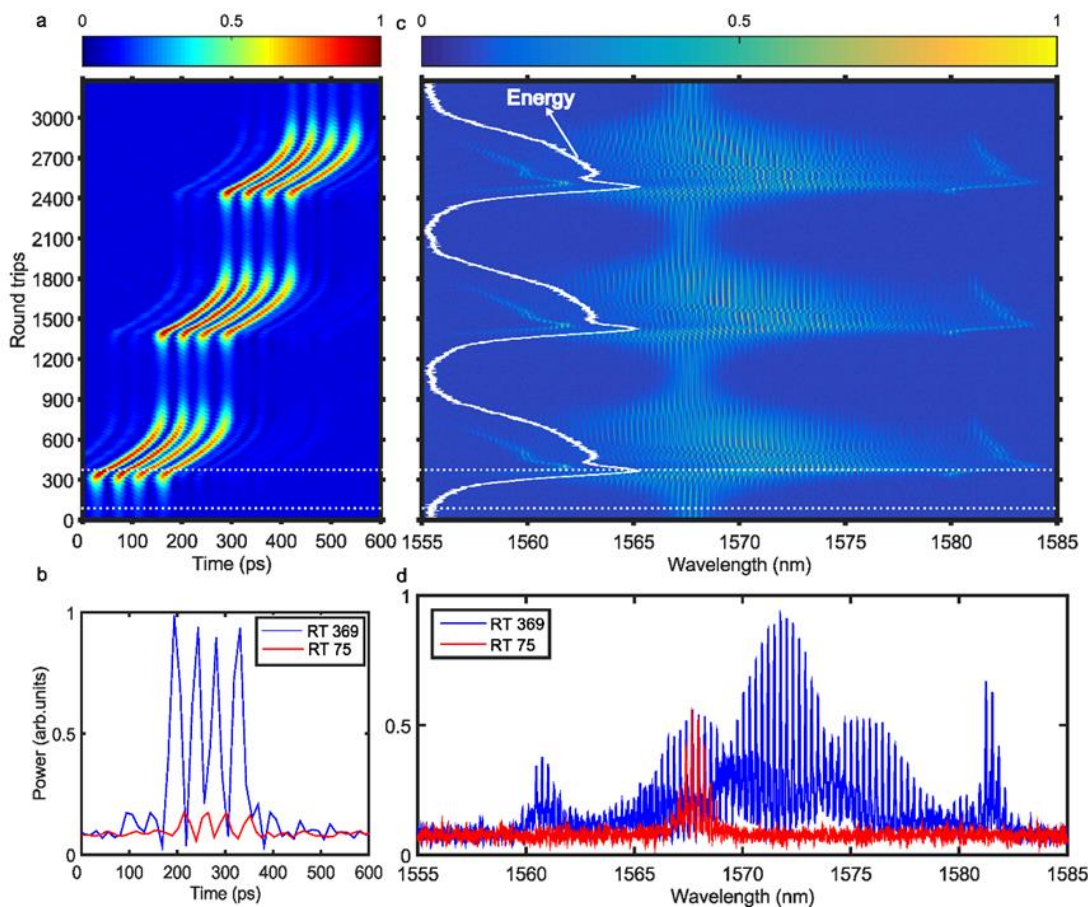 a
0 0.5 1
c
0 0.5 1
Energy
Round trips
3000
2700
2400
2100
1800
1500
1200
900
600
300
0
0 100 200 300 400 500 600
Time (ps)
1555 1560 1565 1570 1575 1580 1585
Wavelength (nm)
b
Power (arb.units)
1
0.5
0
RT 369
RT 75
0 100 200 300 400 500 600
Time (ps)
d
1
0.5
0
RT 369
RT 75
1555 1560 1565 1570 1575 1580 1585
Wavelength (nm)